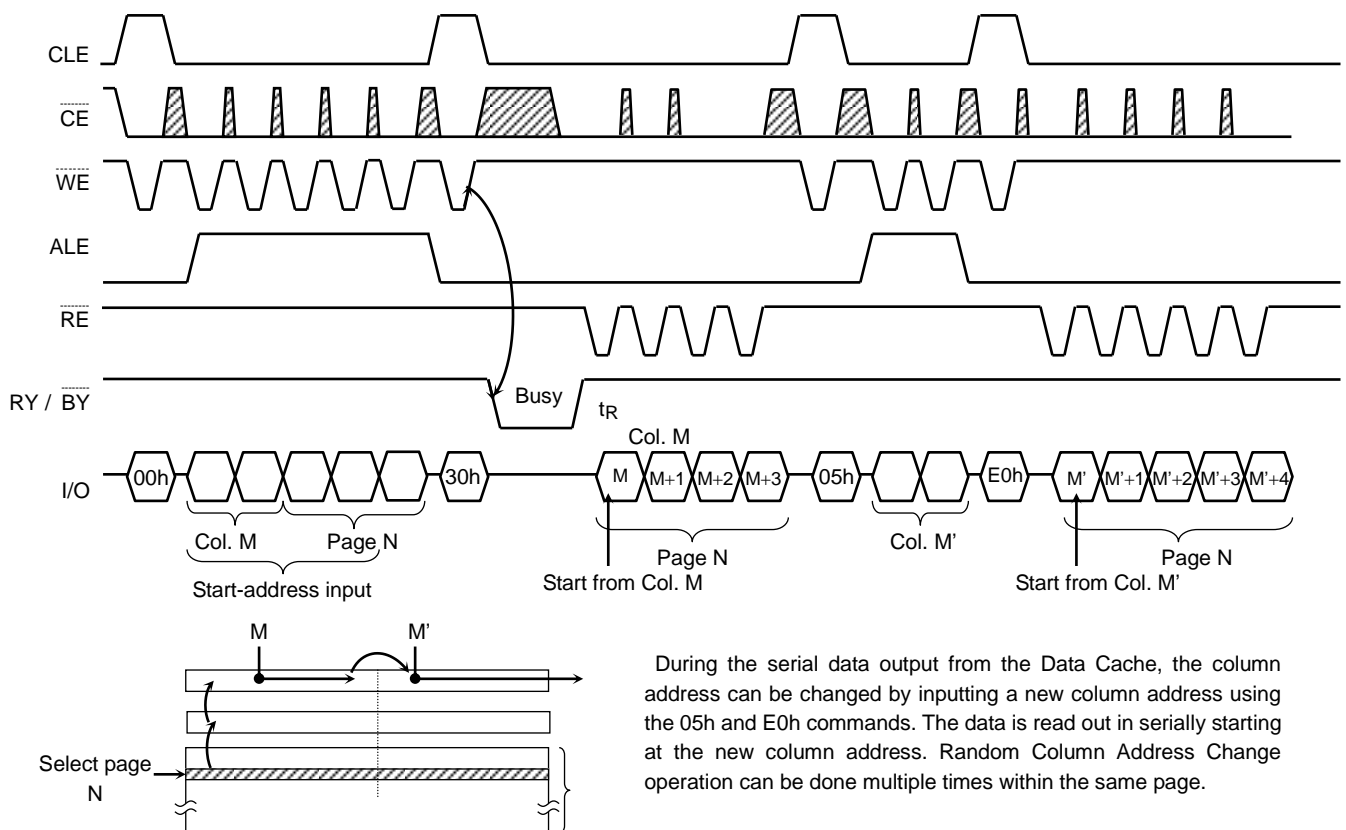 CLE
CE
WE
ALE
RE
RY / BY
Busy
tR
Col. M
I/O
00h
30h
M
M+1
M+2
M+3
05h
E0h
M'
M'+1
M'+2
M'+3
M'+4
Col. M
Page N
Start-address input
Page N
Start from Col. M
Col. M'
Page N
Start from Col. M'
M
M'
Select page
N
During the serial data output from the Data Cache, the column
address can be changed by inputting a new column address using
the 05h and E0h commands. The data is read out in serially starting
at the new column address. Random Column Address Change
operation can be done multiple times within the same page.